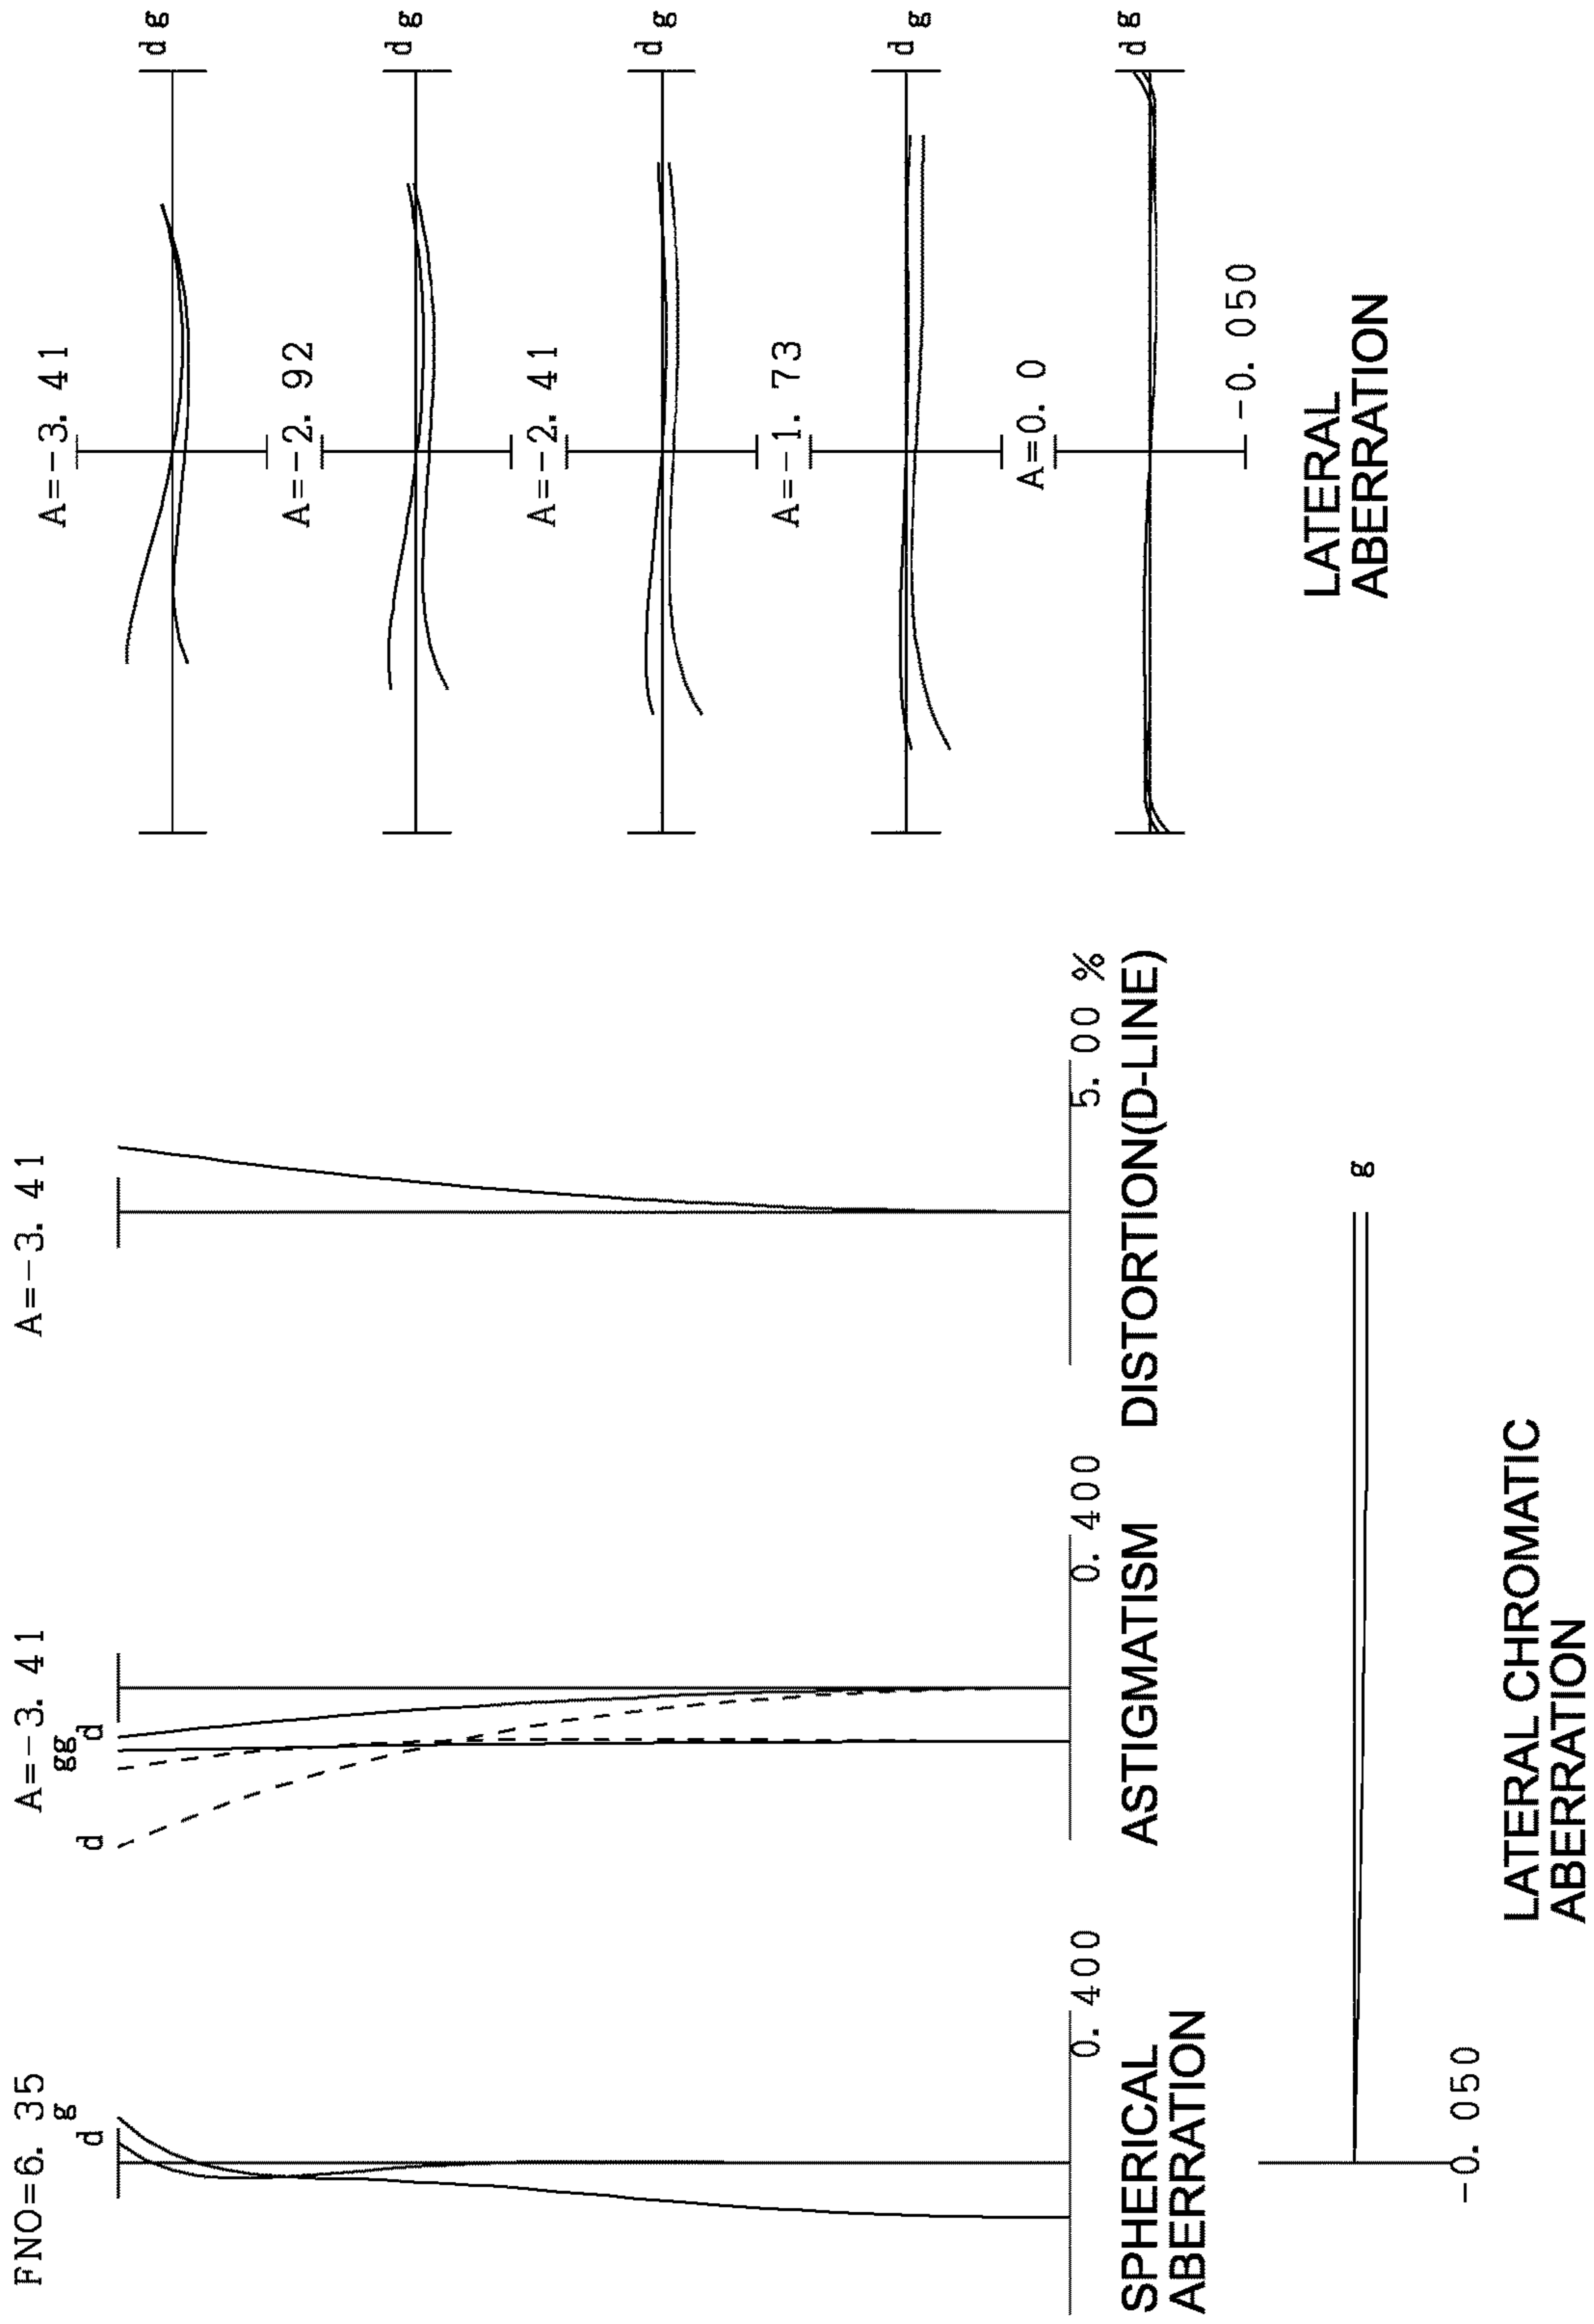 FNO=6. 35
d
g
0. 400
SPHERICAL
ABERRATION
A=-3. 41
d
gg
d
0. 400
ASTIGMATISM
A=-3. 41
5. 00 %
DISTORTION(D-LINE)
g
-0. 050
LATERAL CHROMATIC
ABERRATION
A=-3. 41
d
g
A=-2. 92
d
g
A=-2. 41
d
g
A=-1. 73
d
g
A=0. 0
d
g
-0. 050
LATERAL
ABERRATION